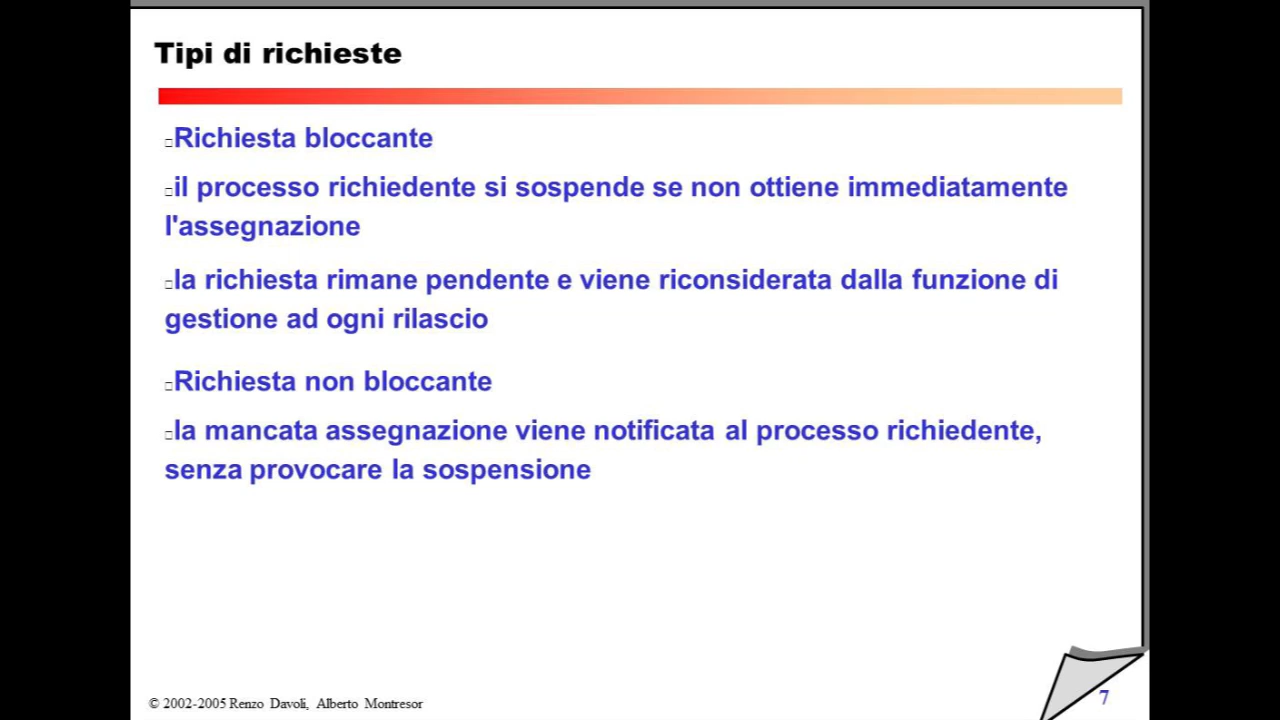 Tipi di richieste
Richiesta bloccante
il processo richiedente si sospende se non ottiene immediatamente
l'assegnazione
la richiesta rimane pendente e viene riconsiderata dalla funzione di
gestione ad ogni rilascio
Richiesta non bloccante
la mancata assegnazione viene notificata al processo richiedente,
senza provocare la sospensione
© 2002-2005 Renzo Davoli, Alberto Montresor
7